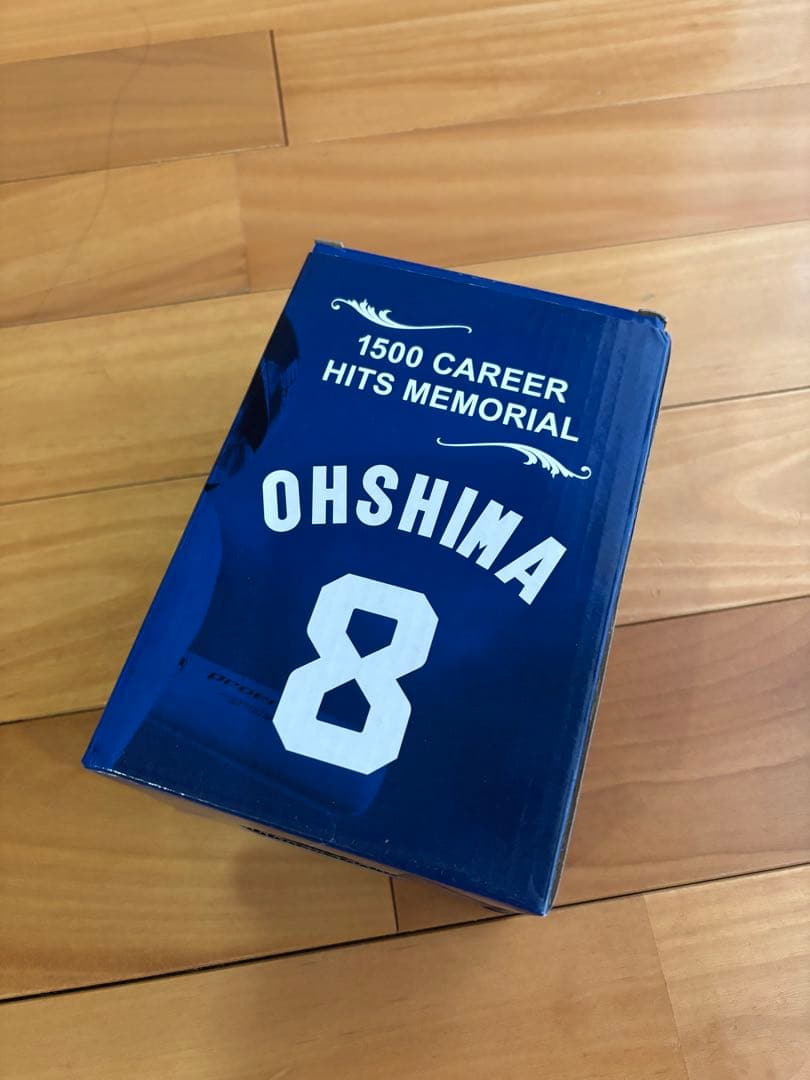 1500 CAREER
HITS MEMORIAL
OHSHIMA
8